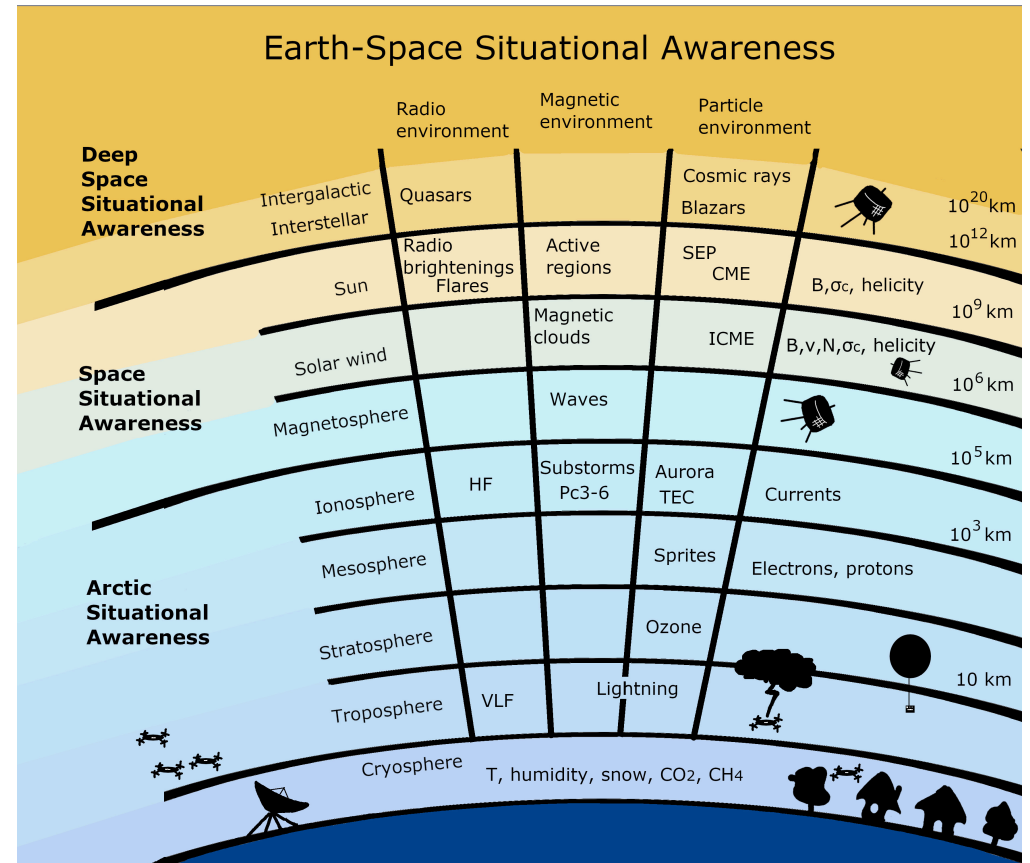 Earth-Space Situational Awareness
Radio
environment
Magnetic
environment
Particle
environment
Deep
Space
Situational
Awareness
Intergalactic
Interstellar
Quasars
Cosmic rays
Blazars
10²⁰ km
10¹² km
Sun
Radio
brightenings
Flares
Active
regions
SEP
CME
B,σc, helicity
10⁹ km
Space
Situational
Awareness
Solar wind
Magnetic
clouds
ICME
B,v,N,σc, helicity
10⁶ km
Magnetosphere
Waves
10⁵ km
Ionosphere
HF
Substorms
Pc3-6
Aurora
TEC
Currents
10³ km
Arctic
Situational
Awareness
Mesosphere
Sprites
Electrons, protons
Stratosphere
Ozone
10 km
Troposphere
VLF
Lightning
Cryosphere
T, humidity, snow, CO2, CH4